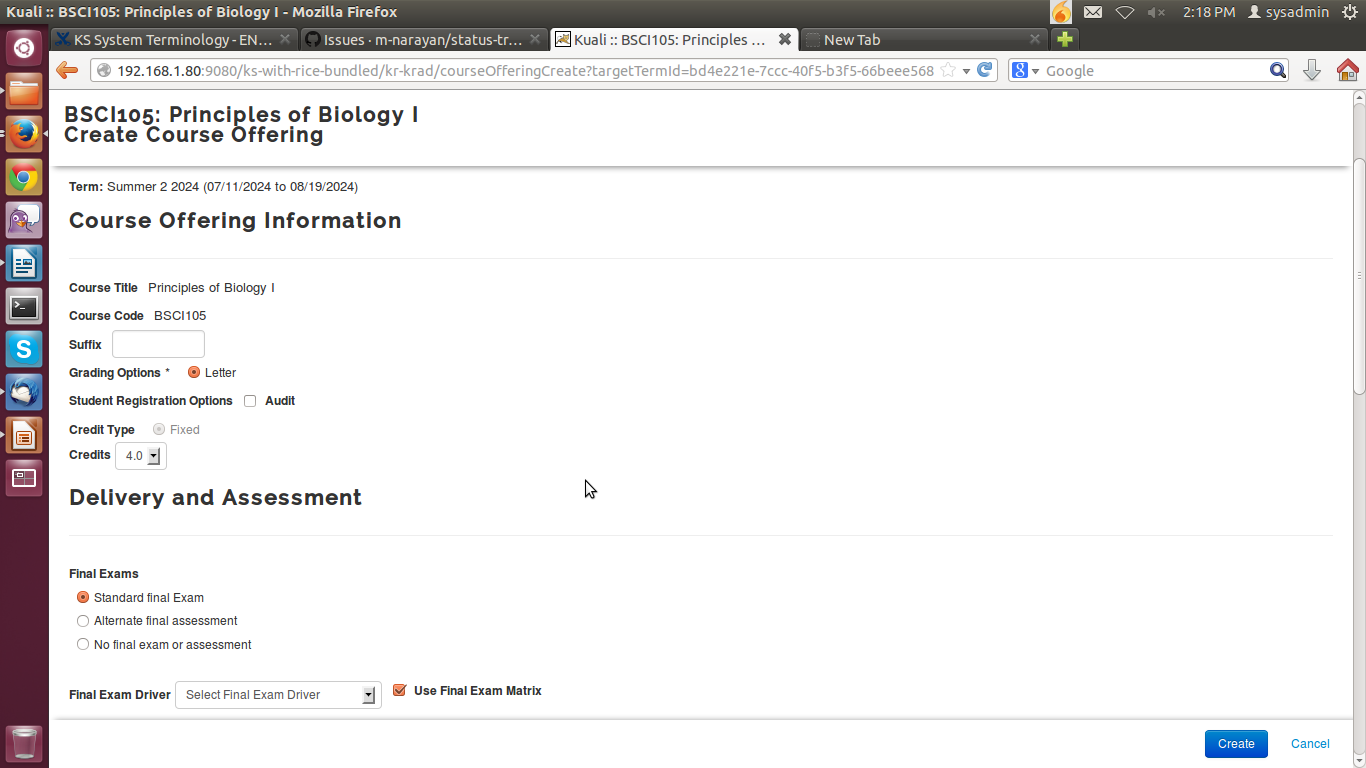 Kuali :: BSCI105: Principles of Biology I - Mozilla Firefox
2:18 PM sysadmin
KS System Terminology - EN...
Issues · m-narayan/status-tr...
Kuali :: BSCI105: Principles ...
New Tab
192.168.1.80:9080/ks-with-rice-bundled/kr-krad/courseOfferingCreate?targetTermId=bd4e221e-7ccc-40f5-b3f5-66beee568
8 Google
BSCI105: Principles of Biology I
Create Course Offering
Term: Summer 2 2024 (07/11/2024 to 08/19/2024)
Course Offering Information
Course Title Principles of Biology I
Course Code BSCI105
Suffix
Grading Options * Letter
Student Registration Options Audit
Credit Type Fixed
Credits 4.0
Delivery and Assessment
Final Exams
Standard final Exam
Alternate final assessment
No final exam or assessment
Final Exam Driver Select Final Exam Driver Use Final Exam Matrix
Create Cancel